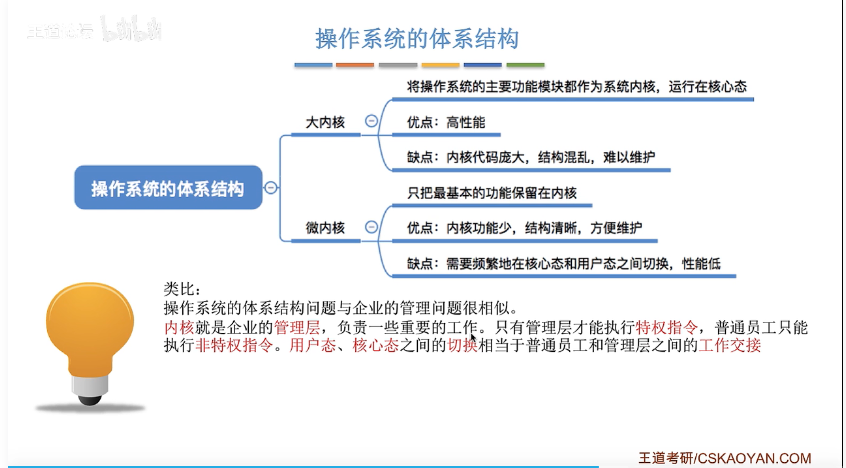 王道考研 bilibili
操作系统的体系结构
将操作系统的主要功能模块都作为系统内核，运行在核心态
大内核
优点：高性能
缺点：内核代码庞大，结构混乱，难以维护
操作系统的体系结构
只把最基本的功能保留在内核
微内核
优点：内核功能少，结构清晰，方便维护
缺点：需要频繁地在核心态和用户态之间切换，性能低
类比：
操作系统的体系结构问题与企业的管理问题很相似。
内核就是企业的管理层，负责一些重要的工作。只有管理层才能执行特权指令，普通员工只能
执行非特权指令。用户态、核心态之间的切换相当于普通员工和管理层之间的工作交接
王道考研/CSKAOYAN.COM